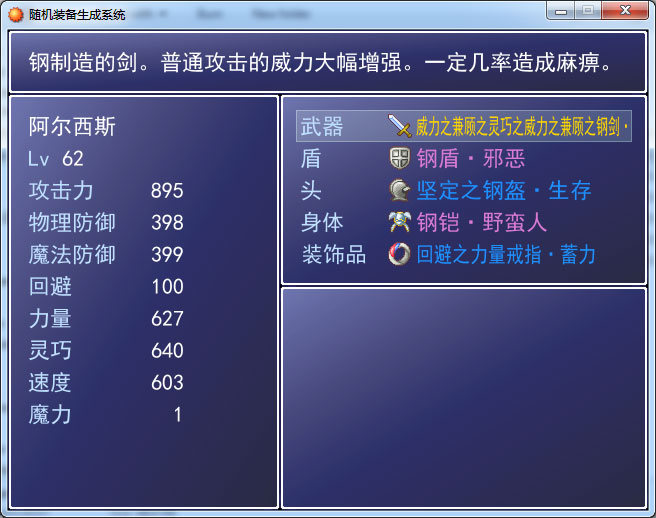 随机装备生成系统
钢制造的剑。普通攻击的威力大幅增强。一定几率造成麻痹。
阿尔西斯
Lv 62
攻击力 895
物理防御 398
魔法防御 399
回避 100
力量 627
灵巧 640
速度 603
魔力 1
武器 威力之兼顾之灵巧之威力之兼顾之钢剑·
盾 钢盾·邪恶
头 坚定之钢盔·生存
身体 钢铠·野蛮人
装饰品 回避之力量戒指·蓄力